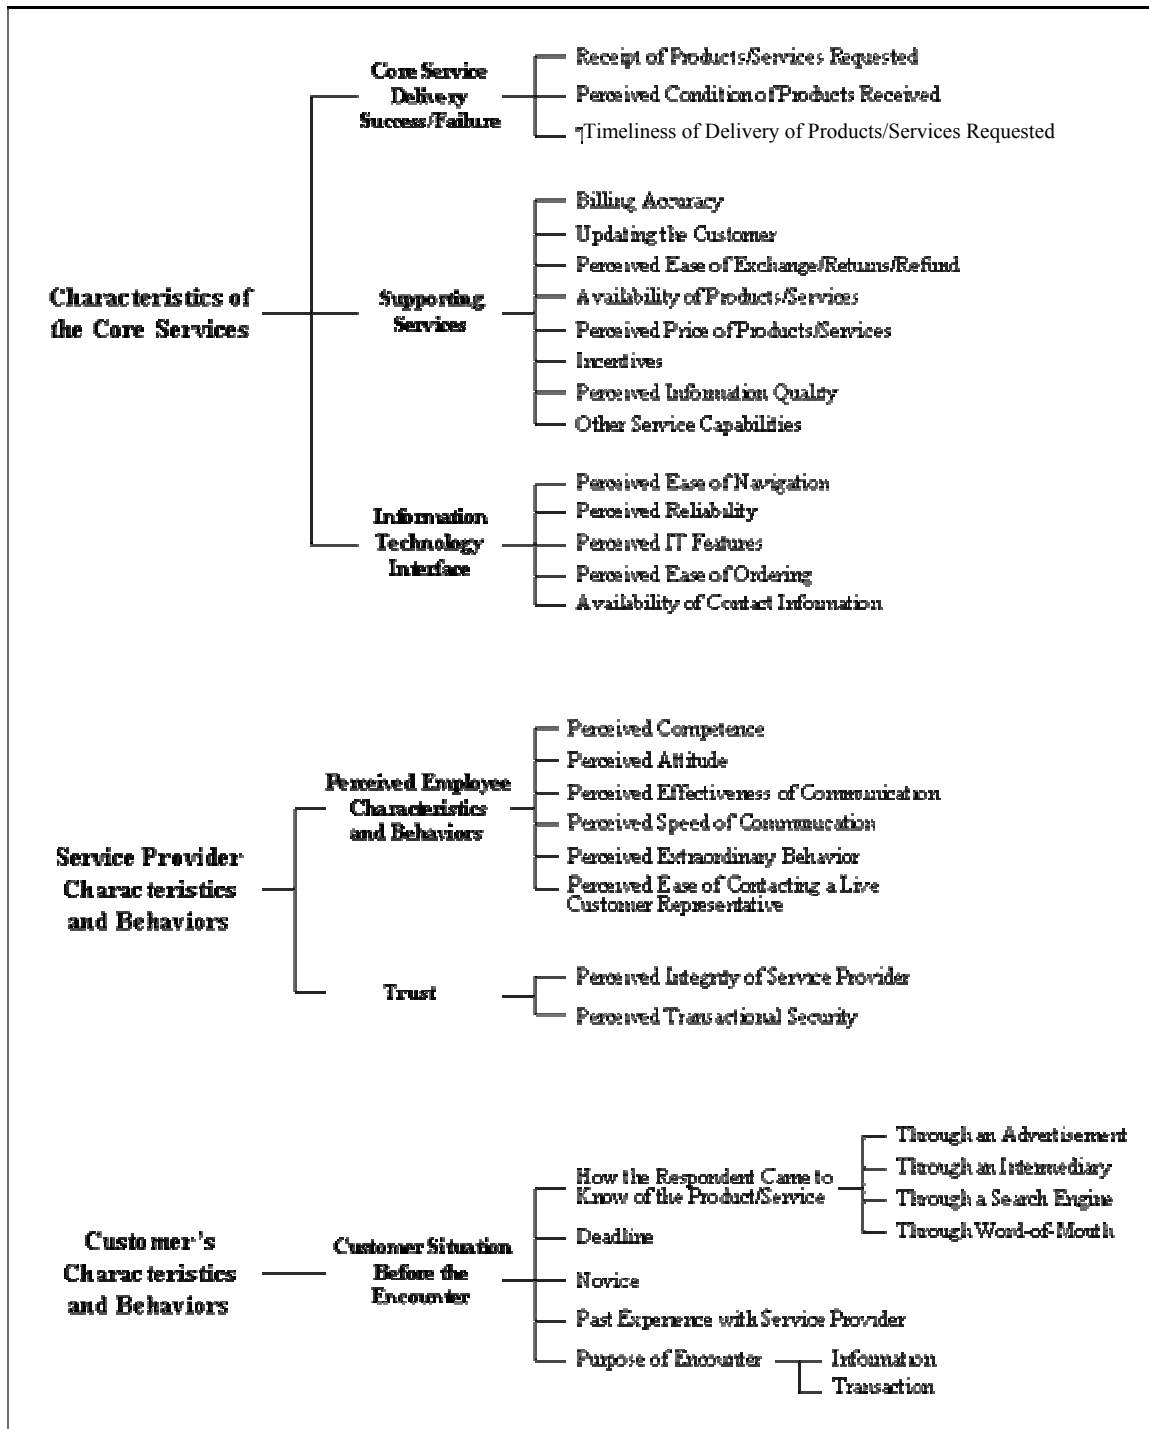 Receipt of Products/Services Requested
Core Service
Delivery
Success/Failure
Perceived Condition of Products Received
Timeliness of Delivery of Products/Services Requested
Characteristics of
the Core Services
Supporting
Services
Billing Accuracy
Updating the Customer
Perceived Ease of Exchange/Returns/Refund
Availability of Products/Services
Perceived Price of Products/Services
Incentives
Perceived Information Quality
Other Service Capabilities
Information
Technology
Interface
Perceived Ease of Navigation
Perceived Reliability
Perceived IT Features
Perceived Ease of Ordering
Availability of Contact Information
Service Provider
Characteristics
and Behaviors
Perceived Employee
Characteristics
and Behaviors
Perceived Competence
Perceived Attitude
Perceived Effectiveness of Communication
Perceived Speed of Communication
Perceived Extraordinary Behavior
Perceived Ease of Contacting a Live
Customer Representative
Trust
Perceived Integrity of Service Provider
Perceived Transactional Security
Customer's
Characteristics
and Behaviors
Customer Situation
Before the
Encounter
How the Respondent Came to
Know of the Product/Service
Through an Advertisement
Through an Intermediary
Through a Search Engine
Through Word-of-Mouth
Deadline
Novice
Past Experience with Service Provider
Purpose of Encounter
Information
Transaction